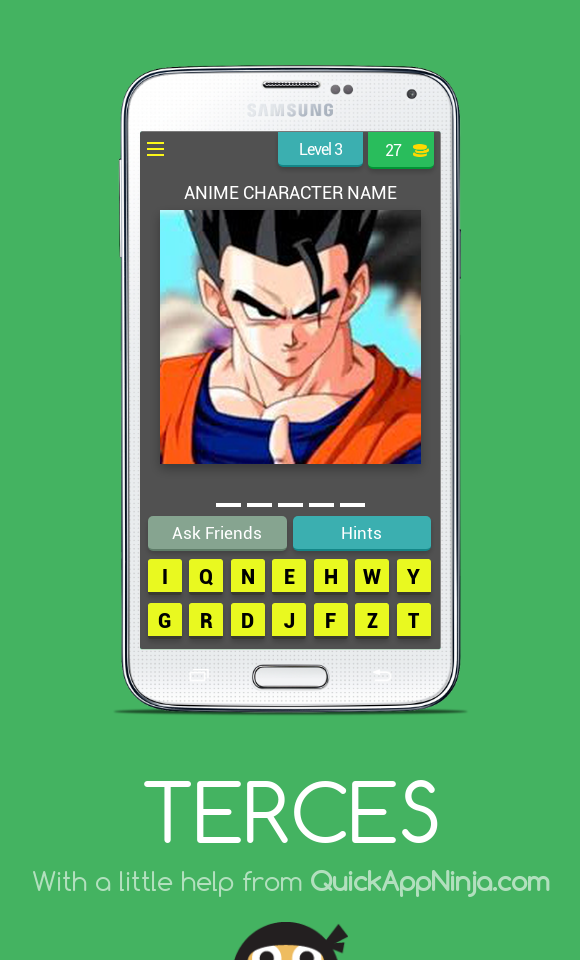 SAMSUNG
Level 3 27
ANIME CHARACTER NAME
Ask Friends Hints
I Q N E H W Y
G R D J F Z T
TERCES
With a little help from QuickAppNinja.com